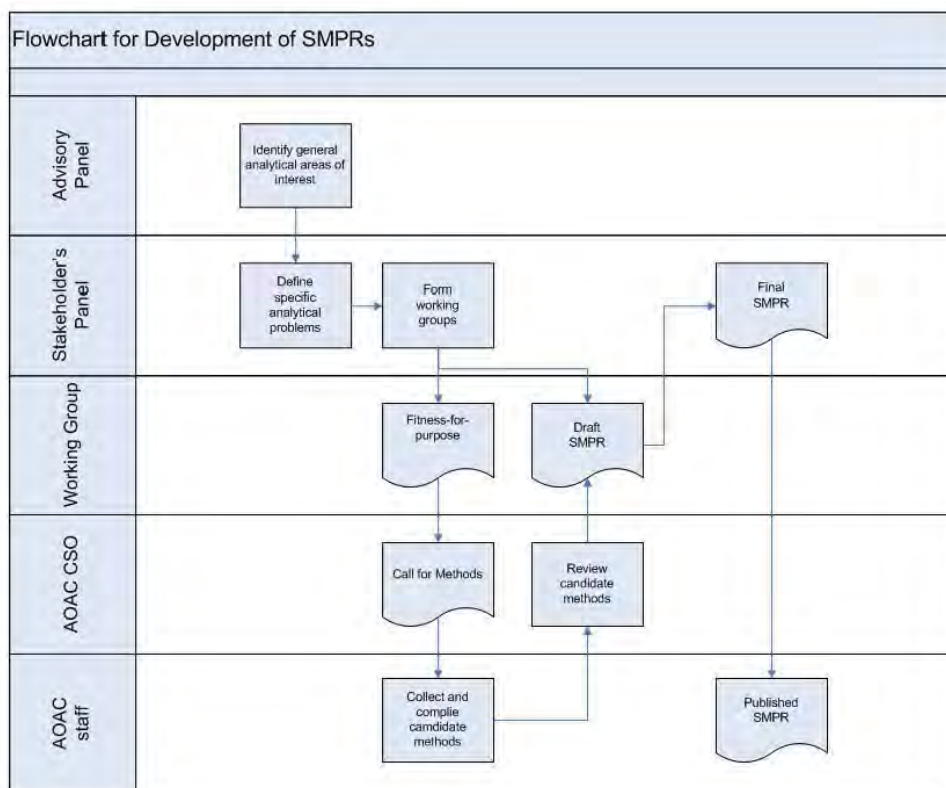 Flowchart for Development of SMPRs
Advisory
Panel
Identify general
analytical areas of
interest
Stakeholder's
Panel
Define
specific
analytical
problems
Form
working
groups
Final
SMPR
Working Group
Fitness-for-
purpose
Draft
SMPR
AOAC CSO
Call for Methods
Review
candidate
methods
AOAC
staff
Collect and
complie
camdidate
methods
Published
SMPR